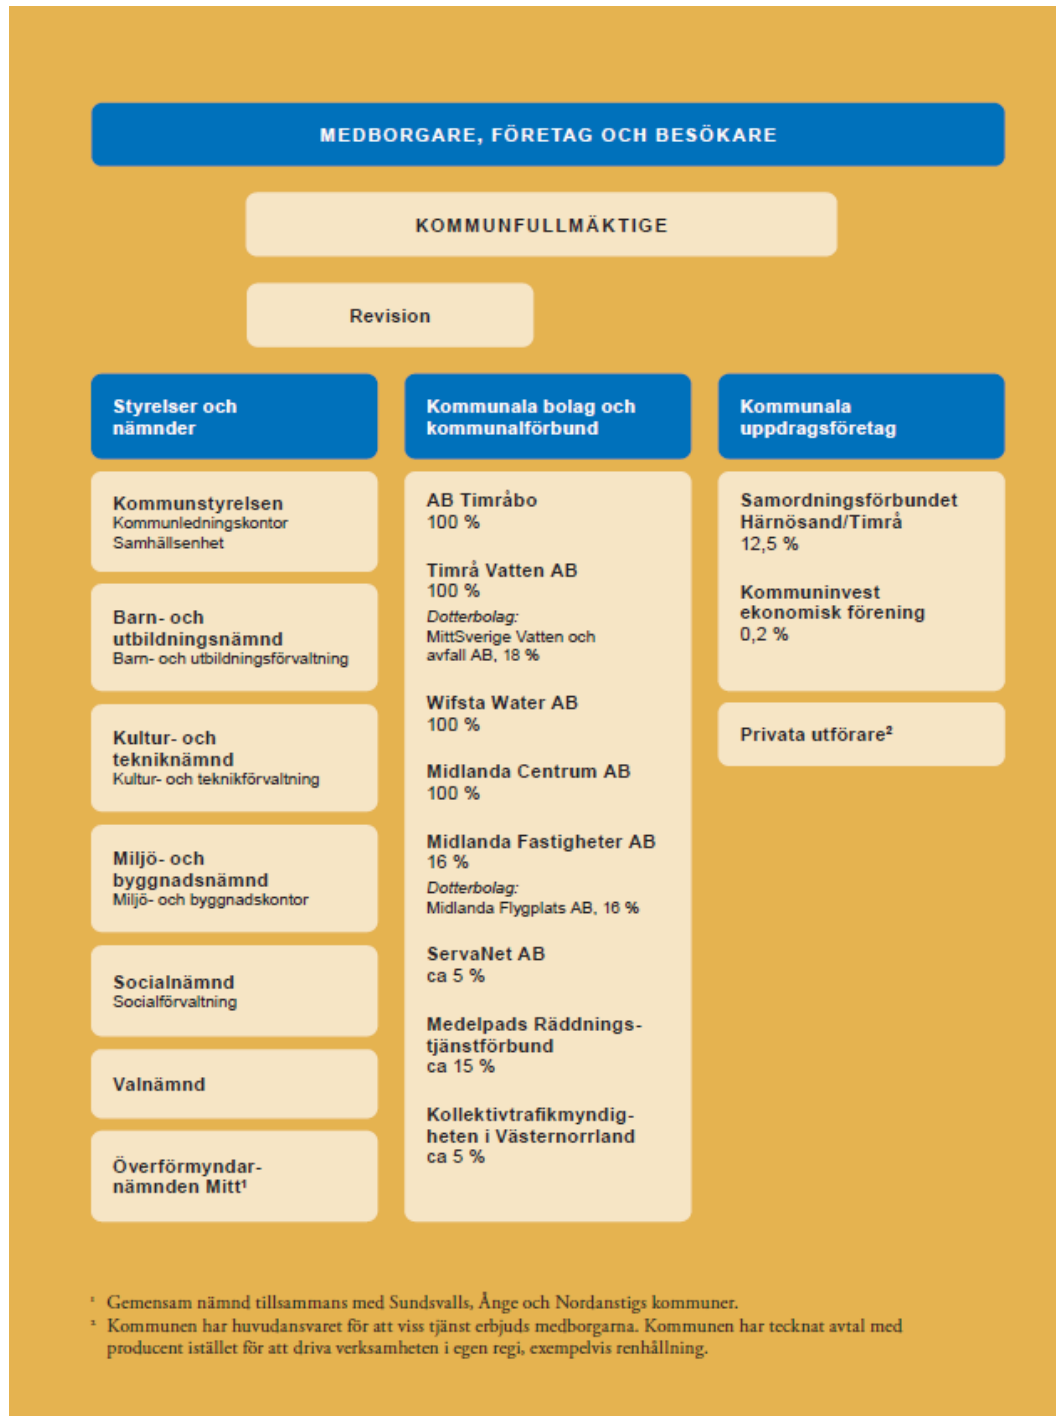 MEDBORGARE, FÖRETAG OCH BESÖKARE
KOMMUNFULLMÄKTIGE
Revision
Styrelser och
nämnder
Kommunstyrelsen
Kommunledningskontor
Samhällsenhet
Barn- och
utbildningsnämnd
Barn- och utbildningsförvaltning
Kultur- och
tekniknämnd
Kultur- och teknikförvaltning
Miljö- och
byggnadsnämnd
Miljö- och byggnadskontor
Socialnämnd
Socialförvaltning
Valnämnd
Överförmyndar-
nämnden Mitt¹
Kommunala bolag och
kommunalförbund
AB Timråbo
100 %
Timrå Vatten AB
100 %
Dotterbolag:
MittSverige Vatten och
avfall AB, 18 %
Wifsta Water AB
100 %
Midlanda Centrum AB
100 %
Midlanda Fastigheter AB
16 %
Dotterbolag:
Midlanda Flygplats AB, 16 %
ServaNet AB
ca 5 %
Medelpads Räddnings-
tjänstförbund
ca 15 %
Kollektivtrafikmyndig-
heten i Västernorrland
ca 5 %
Kommunala
uppdragsföretag
Samordningsförbundet
Härnösand/Timrå
12,5 %
Kommuninvest
ekonomisk förening
0,2 %
Privata utförare²
¹ Gemensam nämnd tillsammans med Sundsvalls, Ånge och Nordanstigs kommuner.
² Kommunen har huvudansvaret för att viss tjänst erbjuds medborgarna. Kommunen har tecknat avtal med
producent istället för att driva verksamheten i egen regi, exempelvis renhållning.